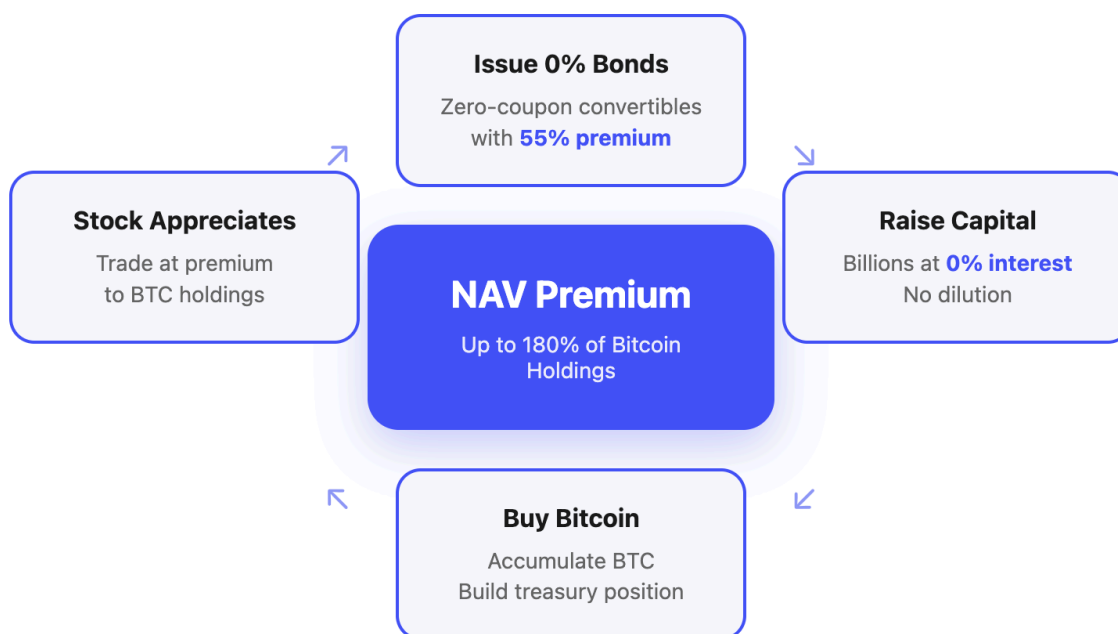 Issue 0% Bonds
Zero-coupon convertibles
with 55% premium
Stock Appreciates
Trade at premium
to BTC holdings
Raise Capital
Billions at 0% interest
No dilution
NAV Premium
Up to 180% of Bitcoin
Holdings
Buy Bitcoin
Accumulate BTC
Build treasury position